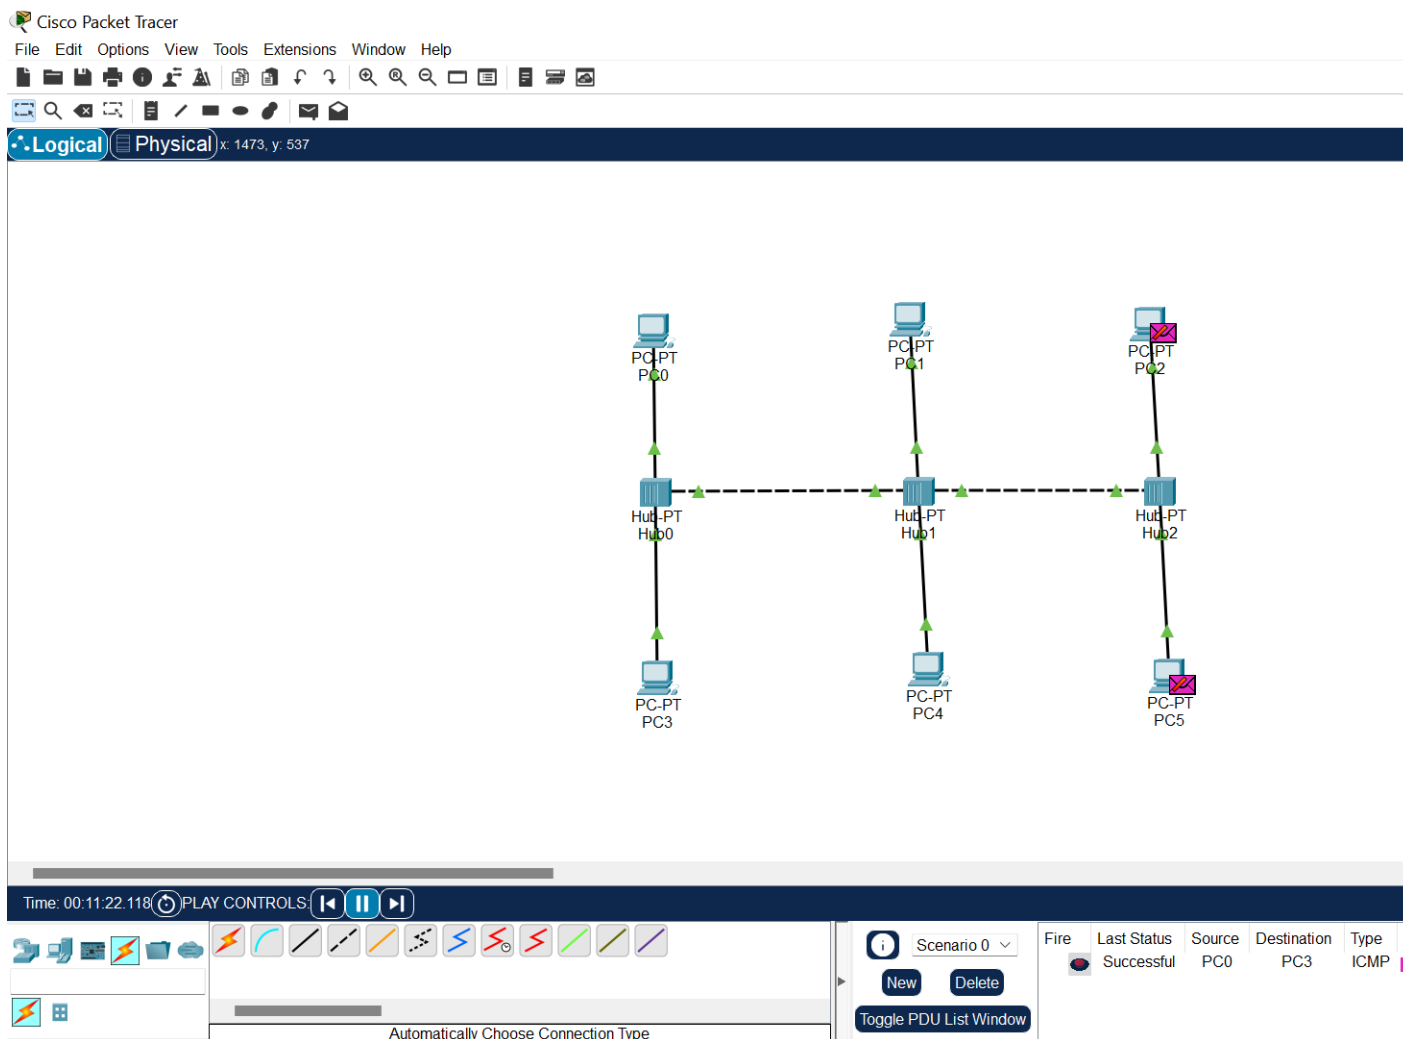 Cisco Packet Tracer
File Edit Options View Tools Extensions Window Help
Logical Physical x: 1473, y: 537
PC-PT
PC0
PC-PT
PC1
PC-PT
PC2
Hub-PT
Hub0
Hub-PT
Hub1
Hub-PT
Hub2
PC-PT
PC3
PC-PT
PC4
PC-PT
PC5
Time: 00:11:22.118 PLAY CONTROLS:
Scenario 0
New Delete
Toggle PDU List Window
Fire Last Status Source Destination Type
Successful PC0 PC3 ICMP
Automatically Choose Connection Type